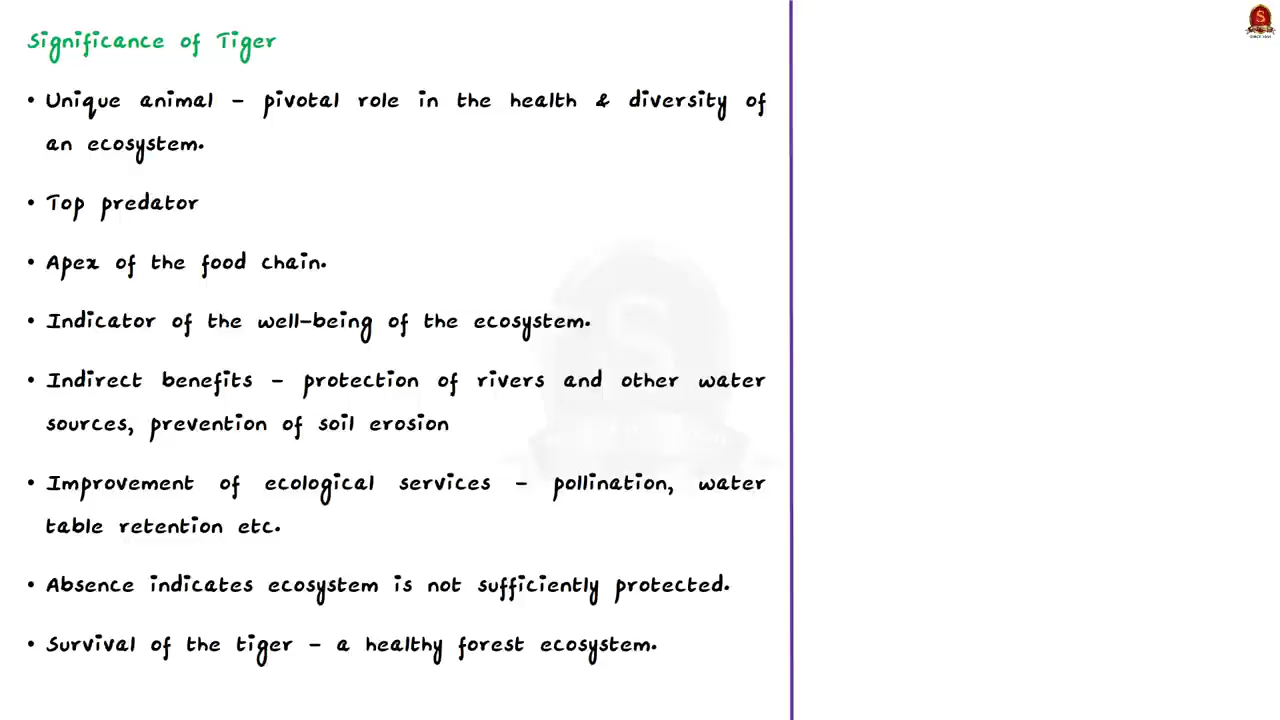 Significance of Tiger
• Unique animal – pivotal role in the health & diversity of
an ecosystem.
• Top predator
• Apex of the food chain.
• Indicator of the well-being of the ecosystem.
• Indirect benefits – protection of rivers and other water
sources, prevention of soil erosion
• Improvement of ecological services – pollination, water
table retention etc.
• Absence indicates ecosystem is not sufficiently protected.
• Survival of the tiger – a healthy forest ecosystem.
S